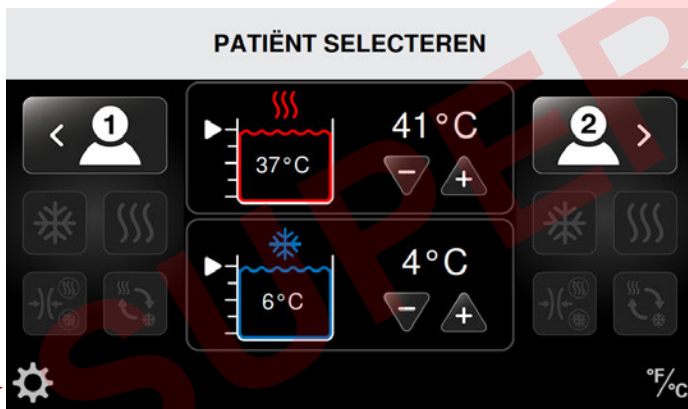 PATIËNT SELECTEREN
1
41°C
37°C
− +
2
4°C
6°C
− +
°F/°C
SUPER